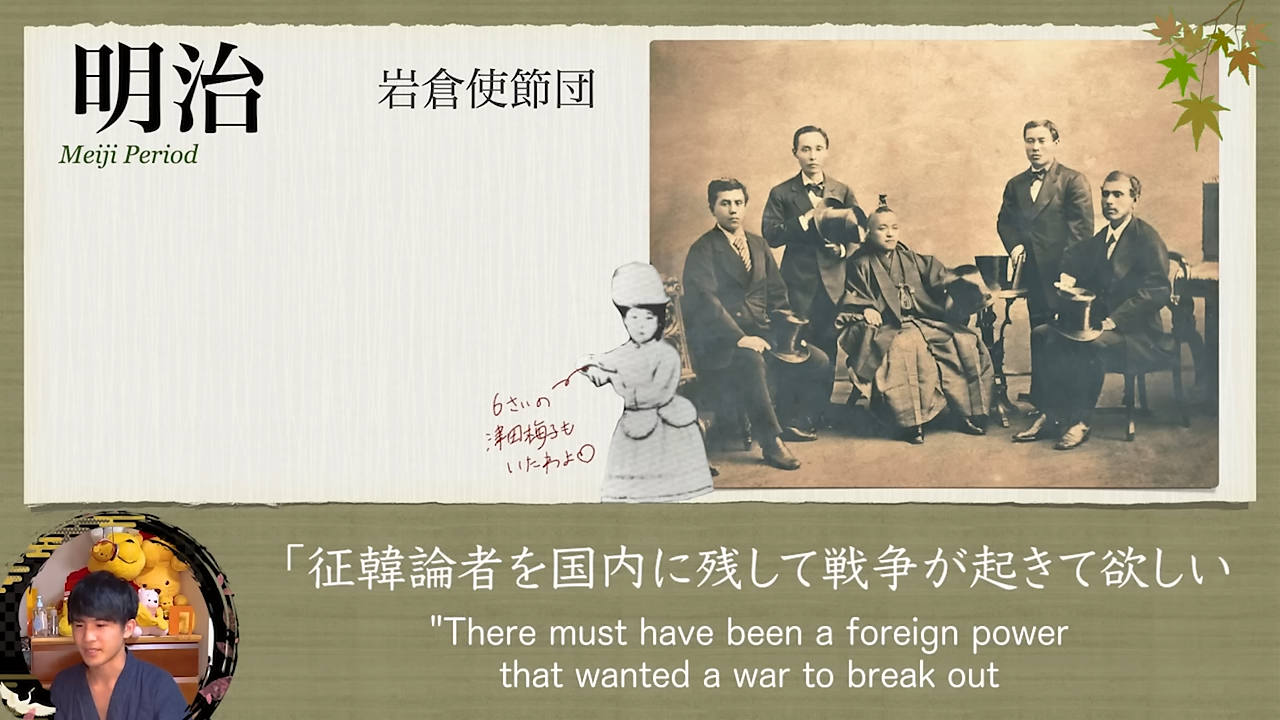 明治
Meiji Period
岩倉使節団
6さいの
津田梅子も
いたわよ
「征韓論者を国内に残して戦争が起きて欲しい
"There must have been a foreign power
that wanted a war to break out